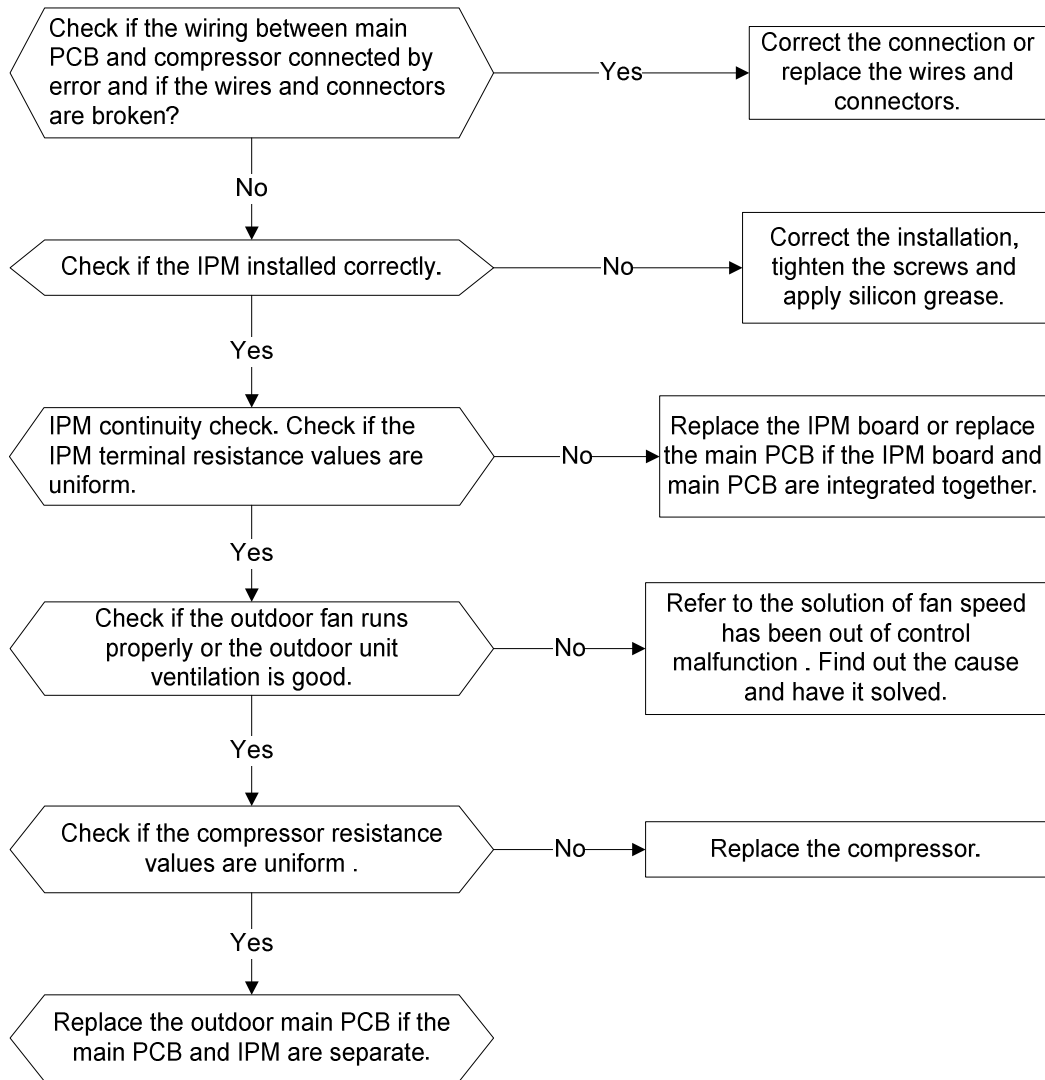 Check if the wiring between main
PCB and compressor connected by
error and if the wires and connectors
are broken?
Yes
Correct the connection or
replace the wires and
connectors.
No
Check if the IPM installed correctly.
No
Correct the installation,
tighten the screws and
apply silicon grease.
Yes
IPM continuity check. Check if the
IPM terminal resistance values are
uniform.
No
Replace the IPM board or replace
the main PCB if the IPM board and
main PCB are integrated together.
Yes
Check if the outdoor fan runs
properly or the outdoor unit
ventilation is good.
No
Refer to the solution of fan speed
has been out of control
malfunction . Find out the cause
and have it solved.
Yes
Check if the compressor resistance
values are uniform .
No
Replace the compressor.
Yes
Replace the outdoor main PCB if the
main PCB and IPM are separate.